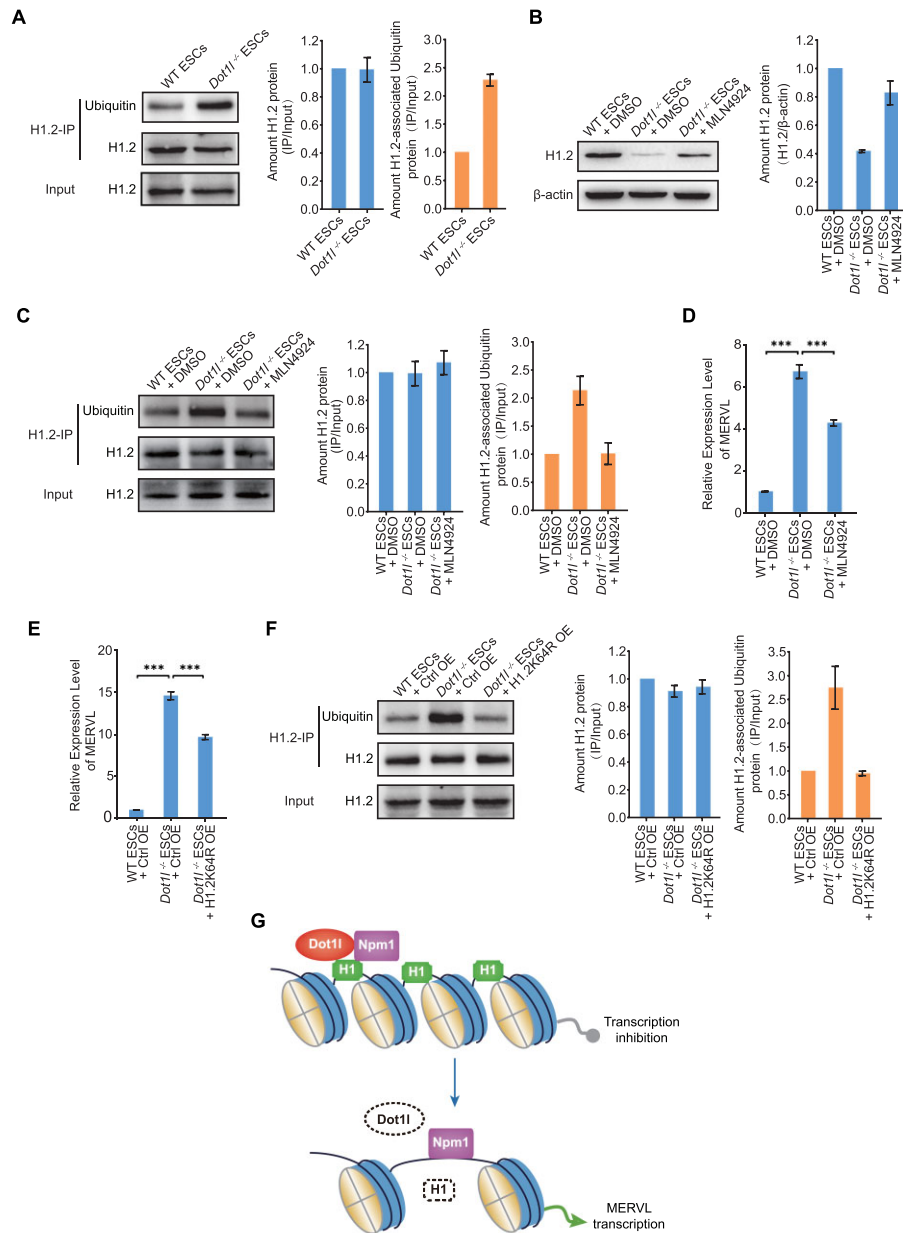 A
WT ESCs
Dot1l -/- ESCs
H1.2-IP
Ubiquitin
H1.2
Input
H1.2
Amount H1.2 protein
(IP/Input)
1.2
1.0
0.8
0.6
0.4
0.2
0.0
WT ESCs
Dot1l -/- ESCs
Amount H1.2-associated Ubiquitin
protein (IP/Input)
3.0
2.5
2.0
1.5
1.0
0.5
0.0
WT ESCs
Dot1l -/- ESCs
B
WT ESCs
+ DMSO
Dot1l -/- ESCs
+ DMSO
Dot1l -/- ESCs
+ MLN4924
H1.2
β-actin
Amount H1.2 protein
(H1.2/β-actin)
1.2
1.0
0.8
0.6
0.4
0.2
0.0
WT ESCs
+ DMSO
Dot1l -/- ESCs
+ DMSO
Dot1l -/- ESCs
+ MLN4924
C
WT ESCs
+ DMSO
Dot1l -/- ESCs
+ DMSO
Dot1l -/- ESCs
+ MLN4924
H1.2-IP
Ubiquitin
H1.2
Input
H1.2
Amount H1.2 protein
(IP/Input)
1.2
1.0
0.8
0.6
0.4
0.2
0.0
WT ESCs
+ DMSO
Dot1l -/- ESCs
+ DMSO
Dot1l -/- ESCs
+ MLN4924
Amount H1.2-associated Ubiquitin
protein (IP/Input)
3.0
2.5
2.0
1.5
1.0
0.5
0.0
WT ESCs
+ DMSO
Dot1l -/- ESCs
+ DMSO
Dot1l -/- ESCs
+ MLN4924
D
Relative Expression Level
of MERVL
8
6
4
2
0
*** ***
WT ESCs
+ DMSO
Dot1l -/- ESCs
+ DMSO
Dot1l -/- ESCs
+ MLN4924
E
Relative Expression Level
of MERVL
20
15
10
5
0
*** ***
WT ESCs
+ Ctrl OE
Dot1l -/- ESCs
+ Ctrl OE
Dot1l -/- ESCs
+ H1.2K64R OE
F
WT ESCs
+ Ctrl OE
Dot1l -/- ESCs
+ Ctrl OE
Dot1l -/- ESCs
+ H1.2K64R OE
H1.2-IP
Ubiquitin
H1.2
Input
H1.2
Amount H1.2 protein
(IP/Input)
1.2
1.0
0.8
0.6
0.4
0.2
0.0
WT ESCs
+ Ctrl OE
Dot1l -/- ESCs
+ Ctrl OE
Dot1l -/- ESCs
+ H1.2K64R OE
Amount H1.2-associated Ubiquitin
protein (IP/Input)
3.5
3.0
2.5
2.0
1.5
1.0
0.5
0.0
WT ESCs
+ Ctrl OE
Dot1l -/- ESCs
+ Ctrl OE
Dot1l -/- ESCs
+ H1.2K64R OE
G
Dot1l
Npm1
H1
H1
H1
Transcription
inhibition
Dot1l
Npm1
H1
MERVL
transcription